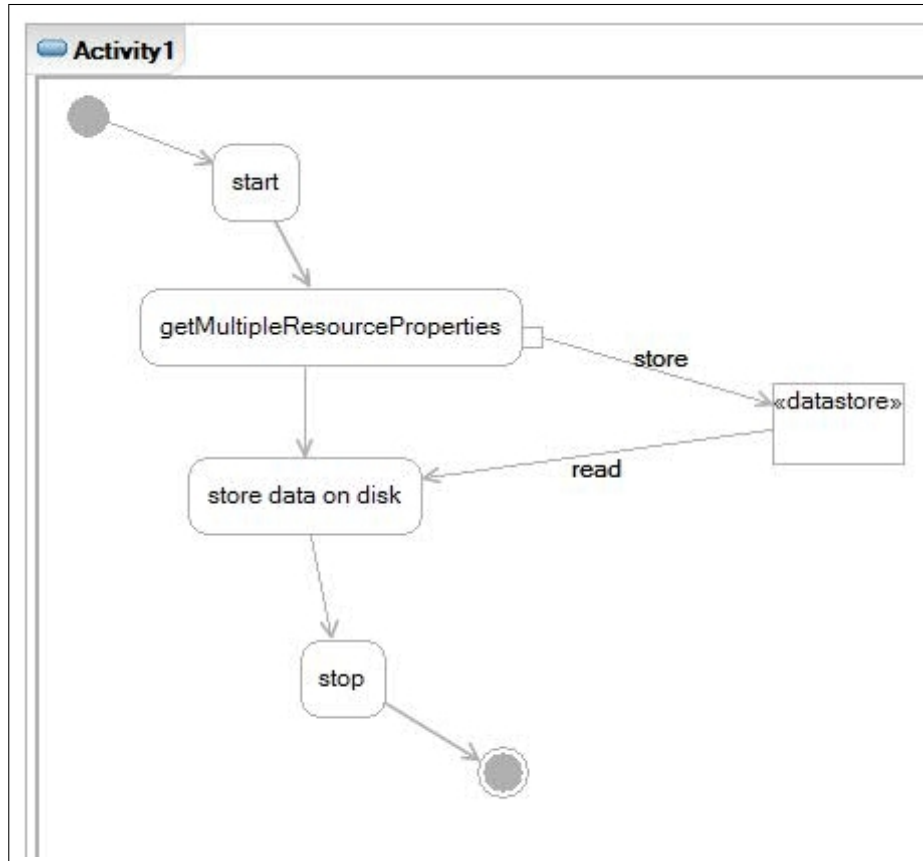 Activity1
start
getMultipleResourceProperties
store
«datastore»
read
store data on disk
stop